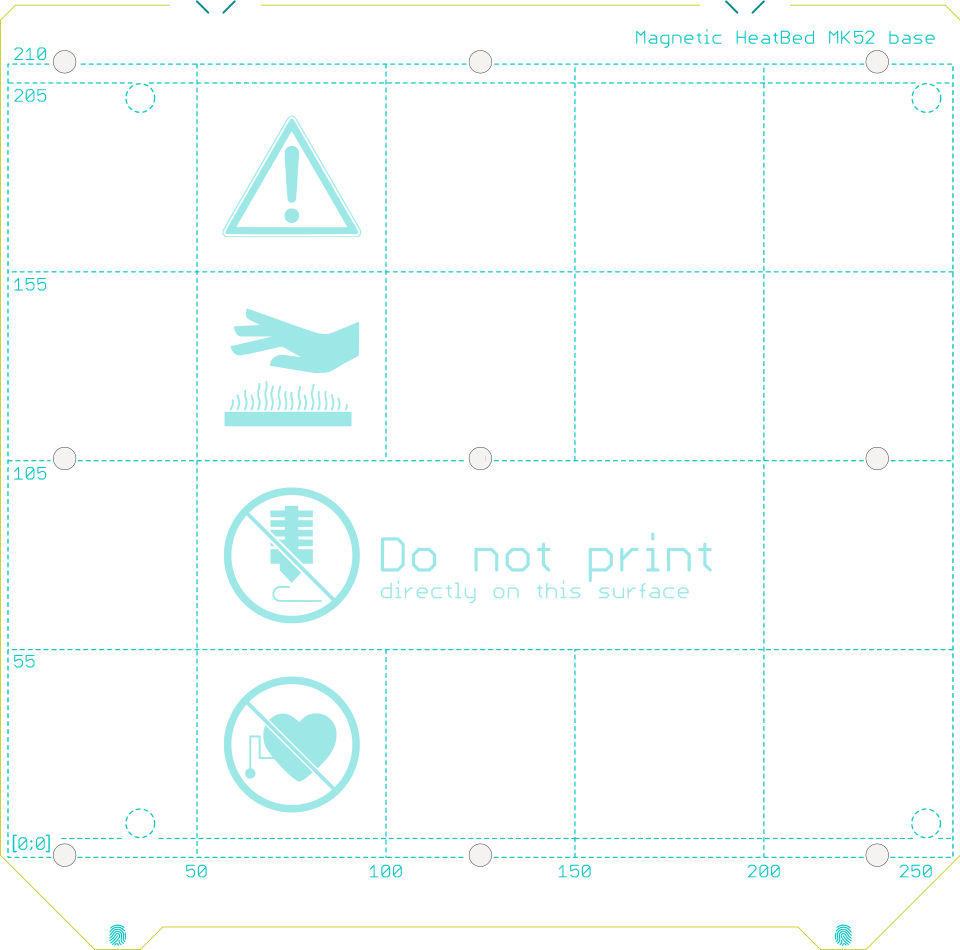 Magnetic HeatBed MK52 base
210
205
155
105
Do not print
directly on this surface
55
[0;0]
50 100 150 200 250